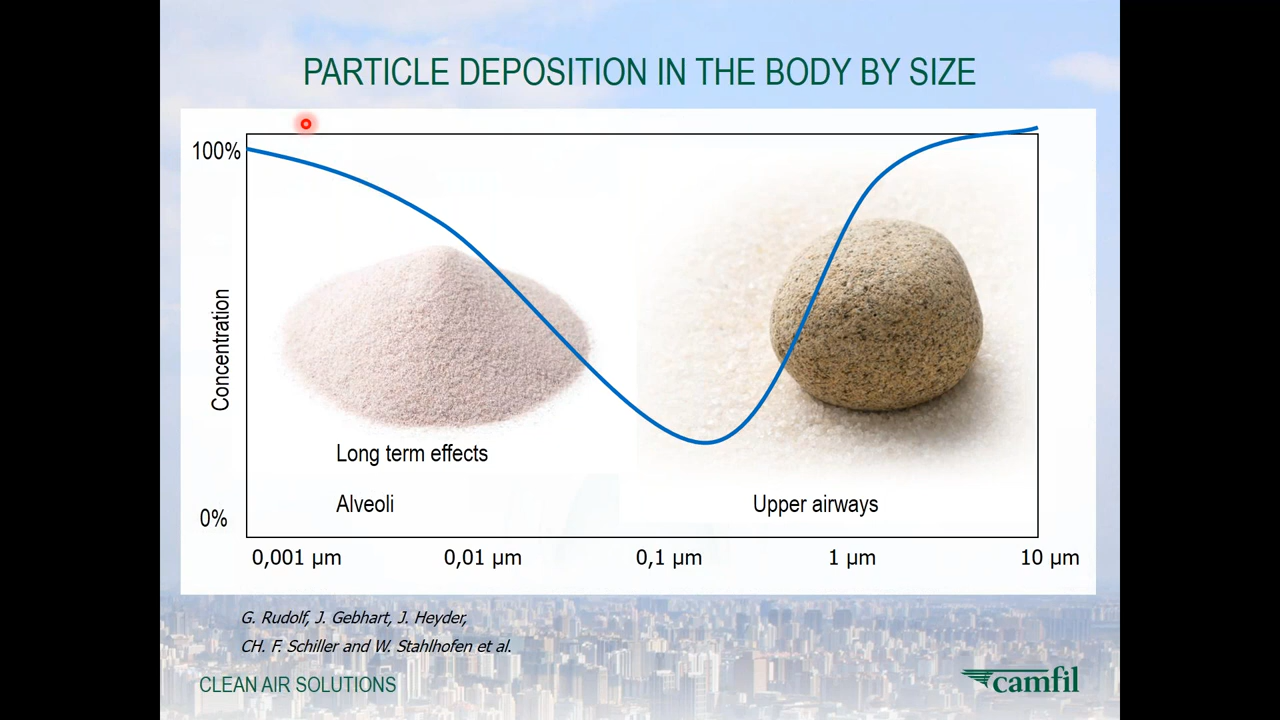 PARTICLE DEPOSITION IN THE BODY BY SIZE
100%
Concentration
Long term effects
Alveoli
Upper airways
0%
0,001 µm
0,01 µm
0,1 µm
1 µm
10 µm
G. Rudolf, J. Gebhart, J. Heyder,
CH. F. Schiller and W. Stahlhofen et al.
CLEAN AIR SOLUTIONS
camfil